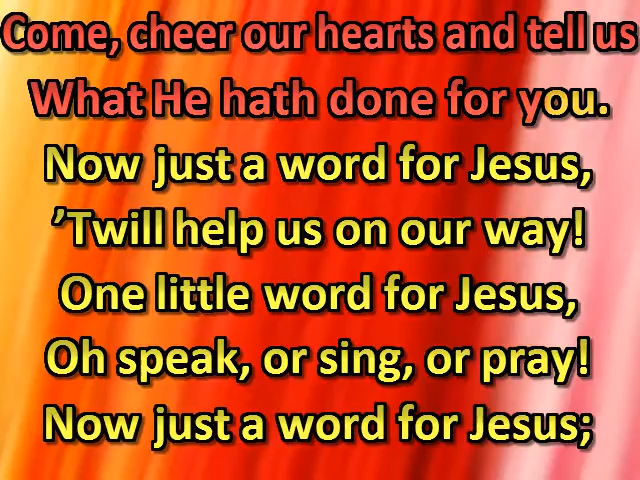 Come, cheer our hearts and tell us
What He hath done for you.
Now just a word for Jesus,
’Twill help us on our way!
One little word for Jesus,
Oh speak, or sing, or pray!
Now just a word for Jesus;